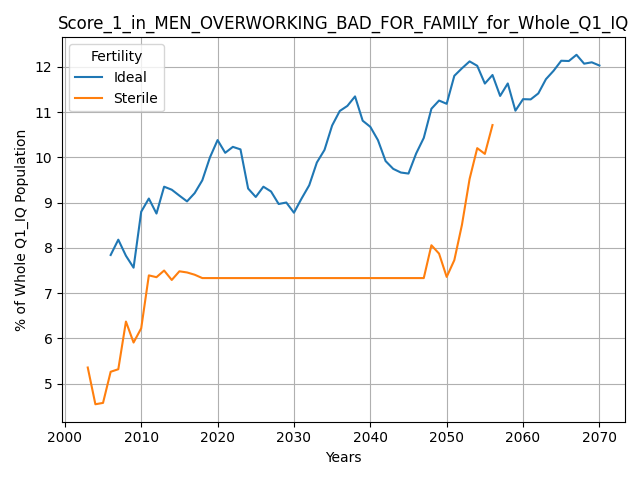 Score_1_in_MEN_OVERWORKING_BAD_FOR_FAMILY_for_Whole_Q1_IQ
Fertility
Ideal
Sterile
% of Whole Q1_IQ Population
12
11
10
9
8
7
6
5
2000 2010 2020 2030 2040 2050 2060 2070
Years